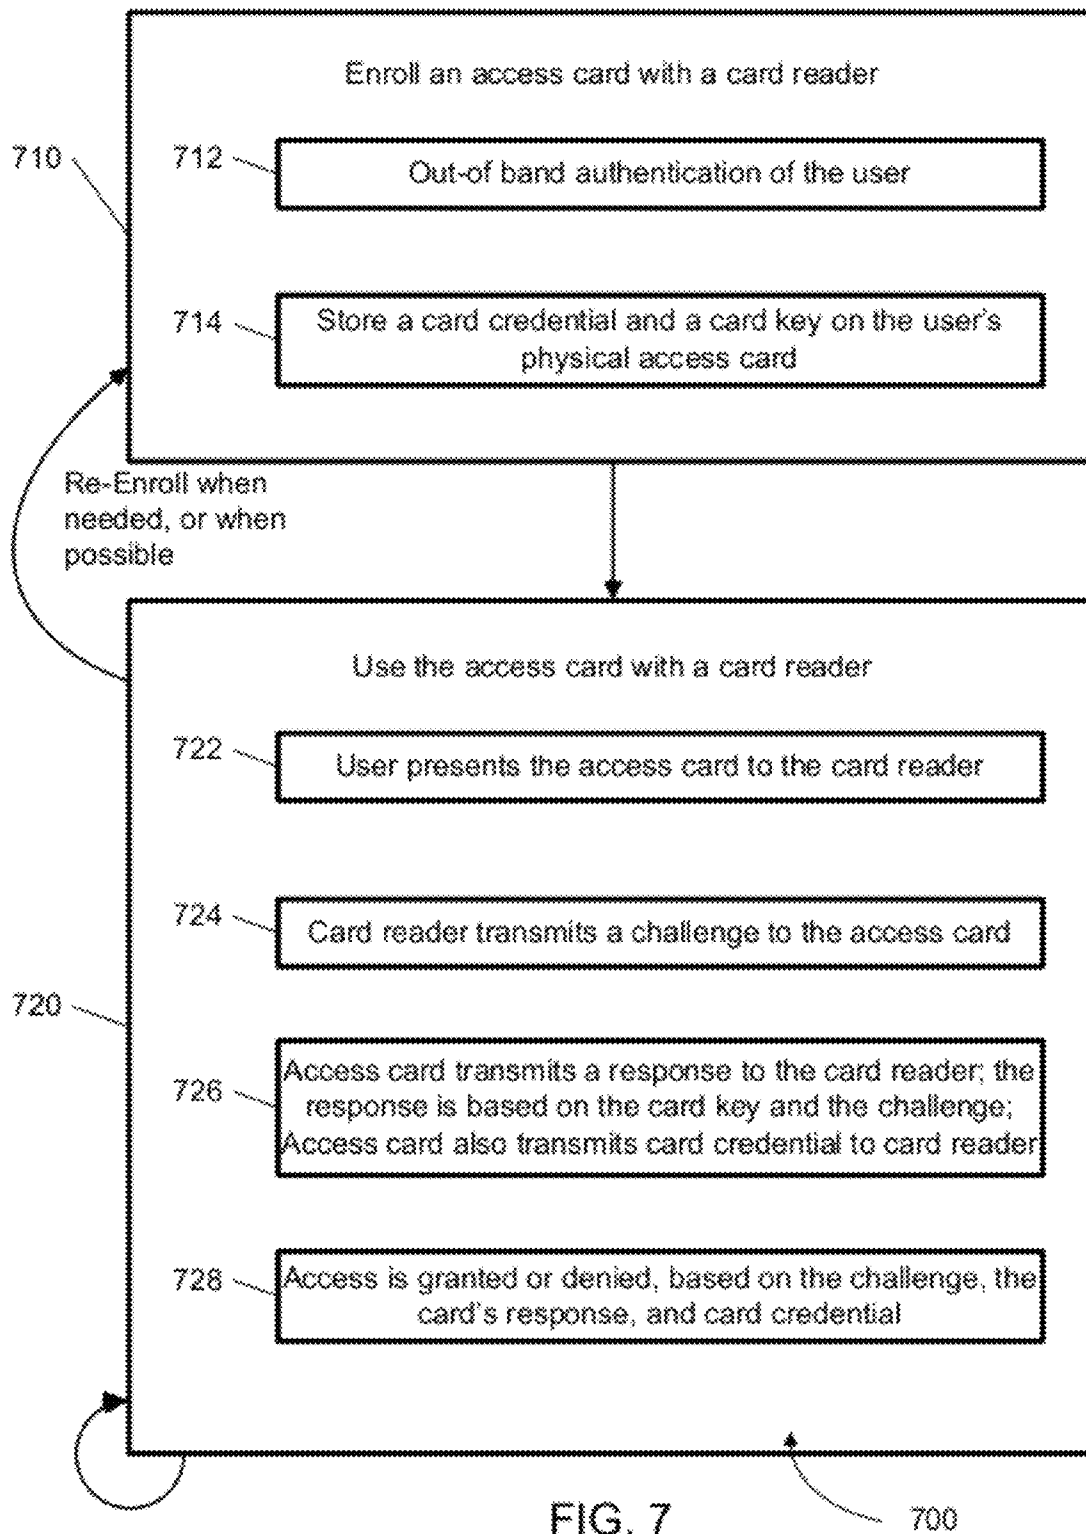 Enroll an access card with a card reader
710
712
Out-of band authentication of the user
714
Store a card credential and a card key on the user's
physical access card
Re-Enroll when
needed, or when
possible
Use the access card with a card reader
722
User presents the access card to the card reader
724
Card reader transmits a challenge to the access card
720
726
Access card transmits a response to the card reader; the
response is based on the card key and the challenge;
Access card also transmits card credential to card reader
728
Access is granted or denied, based on the challenge, the
card's response, and card credential
FIG. 7
700